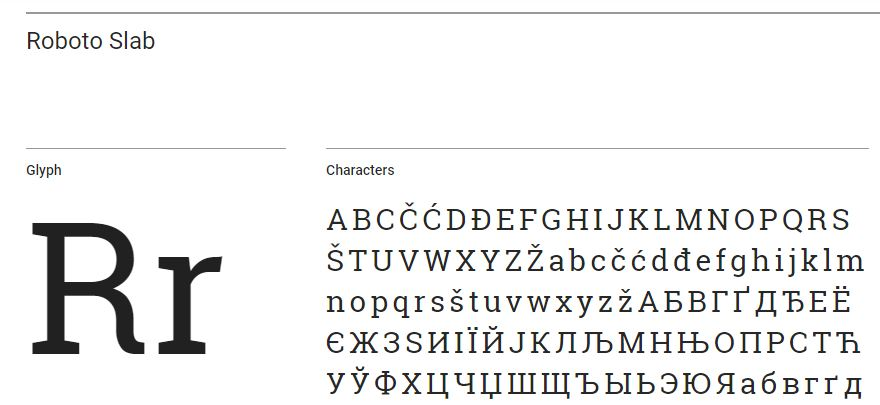 Roboto Slab
Glyph
Characters
Rr
ABCČĆDĐEFGHIJKLMNOPQRS
ŠTUVWXYZŽabcčćdđefghijklm
nopqrsštuvwxyzžАБВГҐДЂЕЁ
ЄЖЗЅИІЇЙЈКЛЉМНЊОПРСТЋ
УЎФХЦЧЏШЩЪЫЬЭЮЯабвгґд